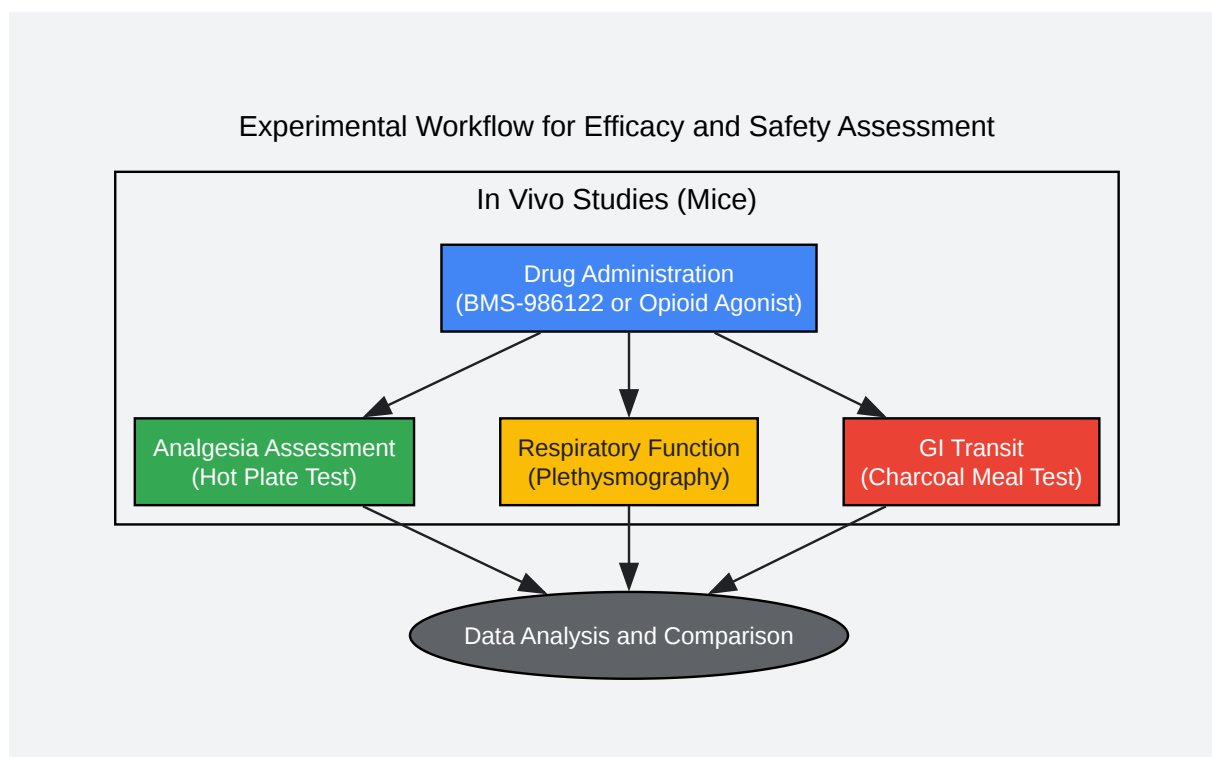 Experimental Workflow for Efficacy and Safety Assessment
In Vivo Studies (Mice)
Drug Administration
(BMS-986122 or Opioid Agonist)
Analgesia Assessment
(Hot Plate Test)
Respiratory Function
(Plethysmography)
GI Transit
(Charcoal Meal Test)
Data Analysis and Comparison